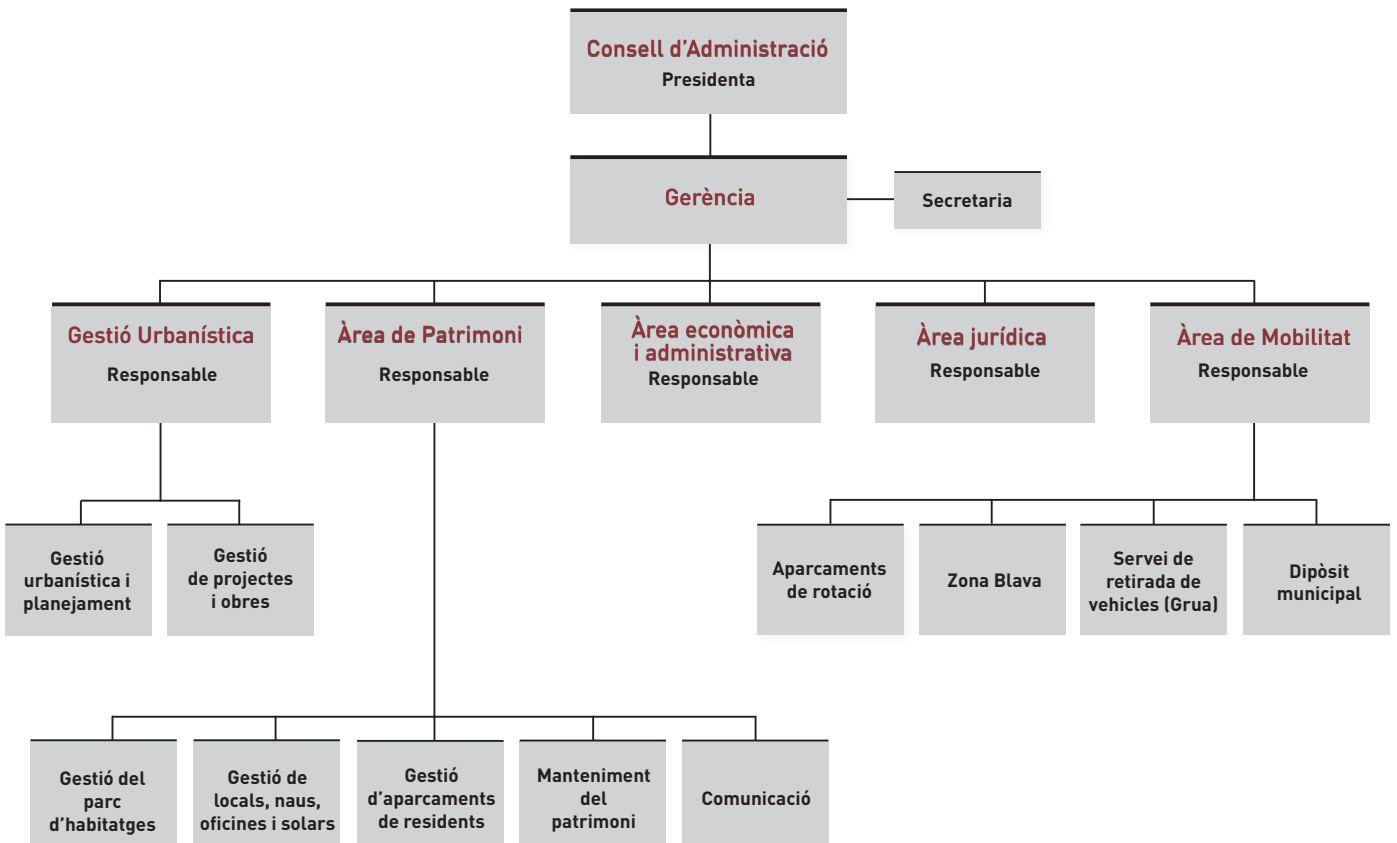 Consell d’Administració
Presidenta
Gerència
Secretaria
Gestió Urbanística
Responsable
Àrea de Patrimoni
Responsable
Àrea econòmica
i administrativa
Responsable
Àrea jurídica
Responsable
Àrea de Mobilitat
Responsable
Gestió
urbanística i
planejament
Gestió
de projectes
i obres
Aparcaments
de rotació
Zona Blava
Servei de
retirada de
vehicles (Grua)
Dipòsit
municipal
Gestió del
parc
d’habitatges
Gestió de
locals, naus,
oficines i solars
Gestió
d’aparcaments
de residents
Manteniment
del
patrimoni
Comunicació